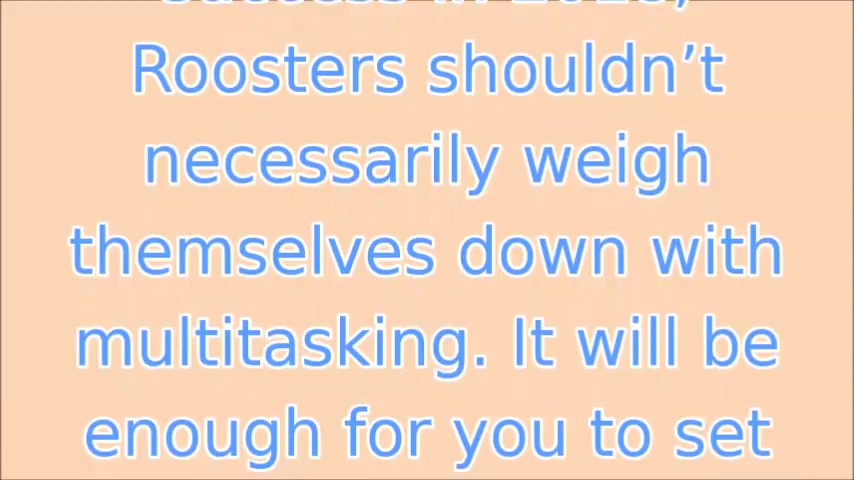 Roosters shouldn’t
necessarily weigh
themselves down with
multitasking. It will be
enough for you to set